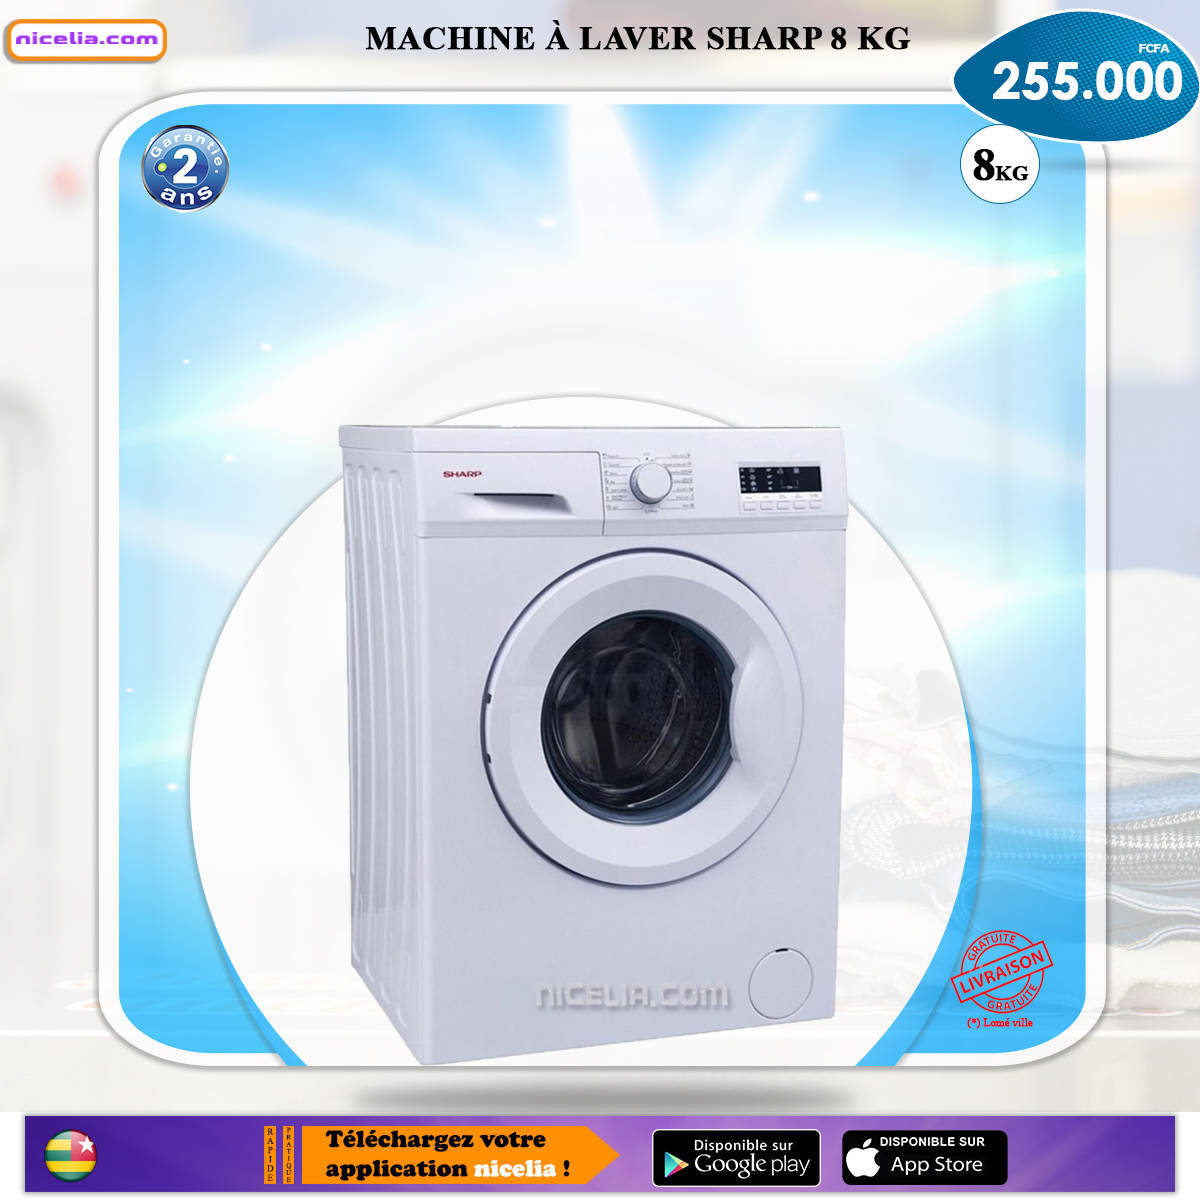 nicelia.com
MACHINE À LAVER SHARP 8 KG
FCFA
255.000
Garantie
2
ans
8KG
SHARP
NICELIA.COM
GRATUITE
LIVRAISON
GRATUITE
(*) Lomé ville
RAPIDE
PRATIQUE
Téléchargez votre
application nicelia !
Disponible sur
Google play
DISPONIBLE SUR
App Store